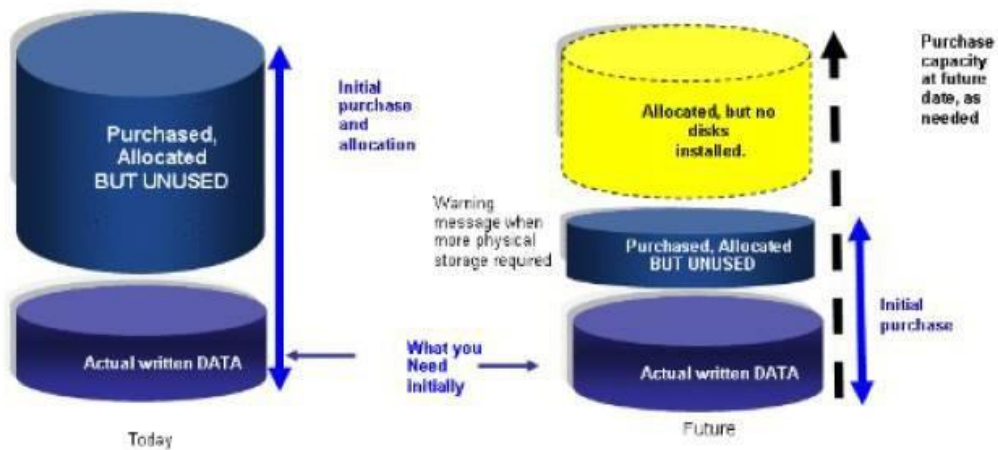 Purchased,
Allocated
BUT UNUSED
Initial
purchase
and
allocation
Actual written DATA
Today
What you
Need
initially
Allocated, but no
disks
installed.
Purchase
capacity
at future
date, as
needed
Warning
message when
more physical
storage required
Purchased, Allocated
BUT UNUSED
Initial
purchase
Actual written DATA
Future